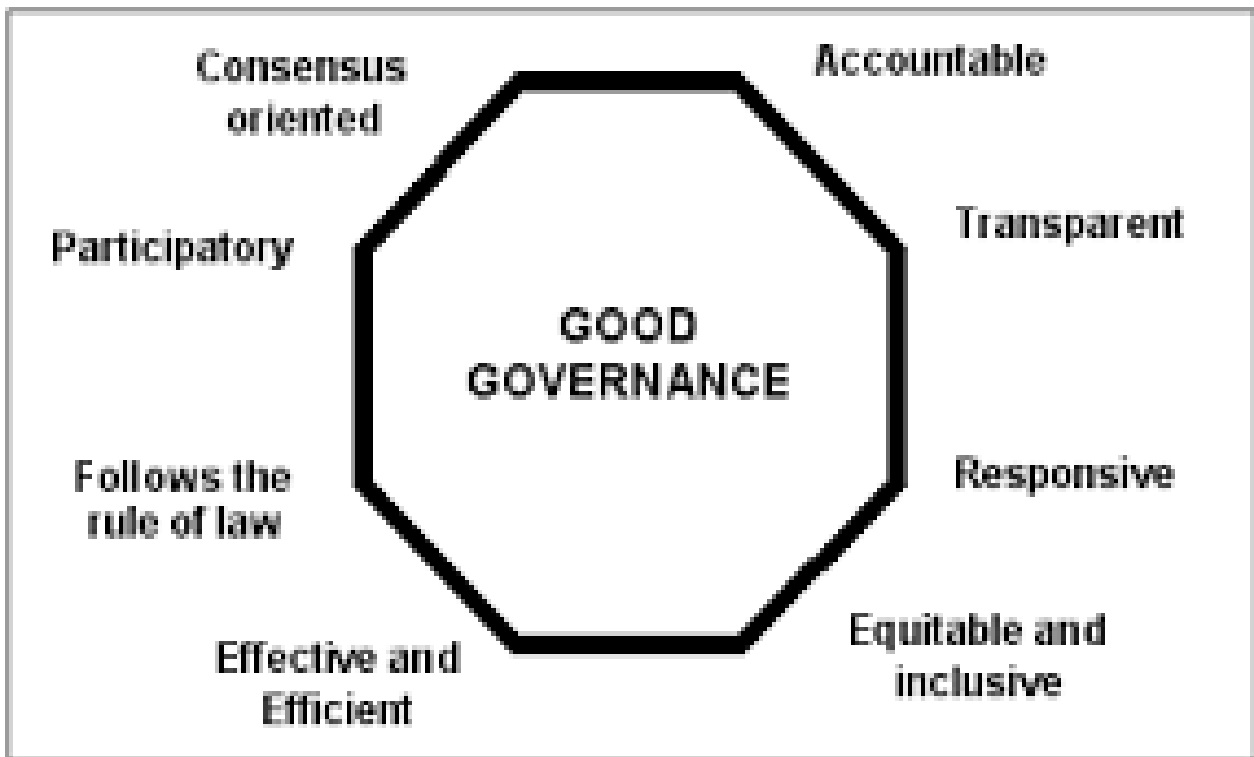 Consensus
oriented
Accountable
Participatory
Transparent
GOOD
GOVERNANCE
Follows the
rule of law
Responsive
Effective and
Efficient
Equitable and
inclusive